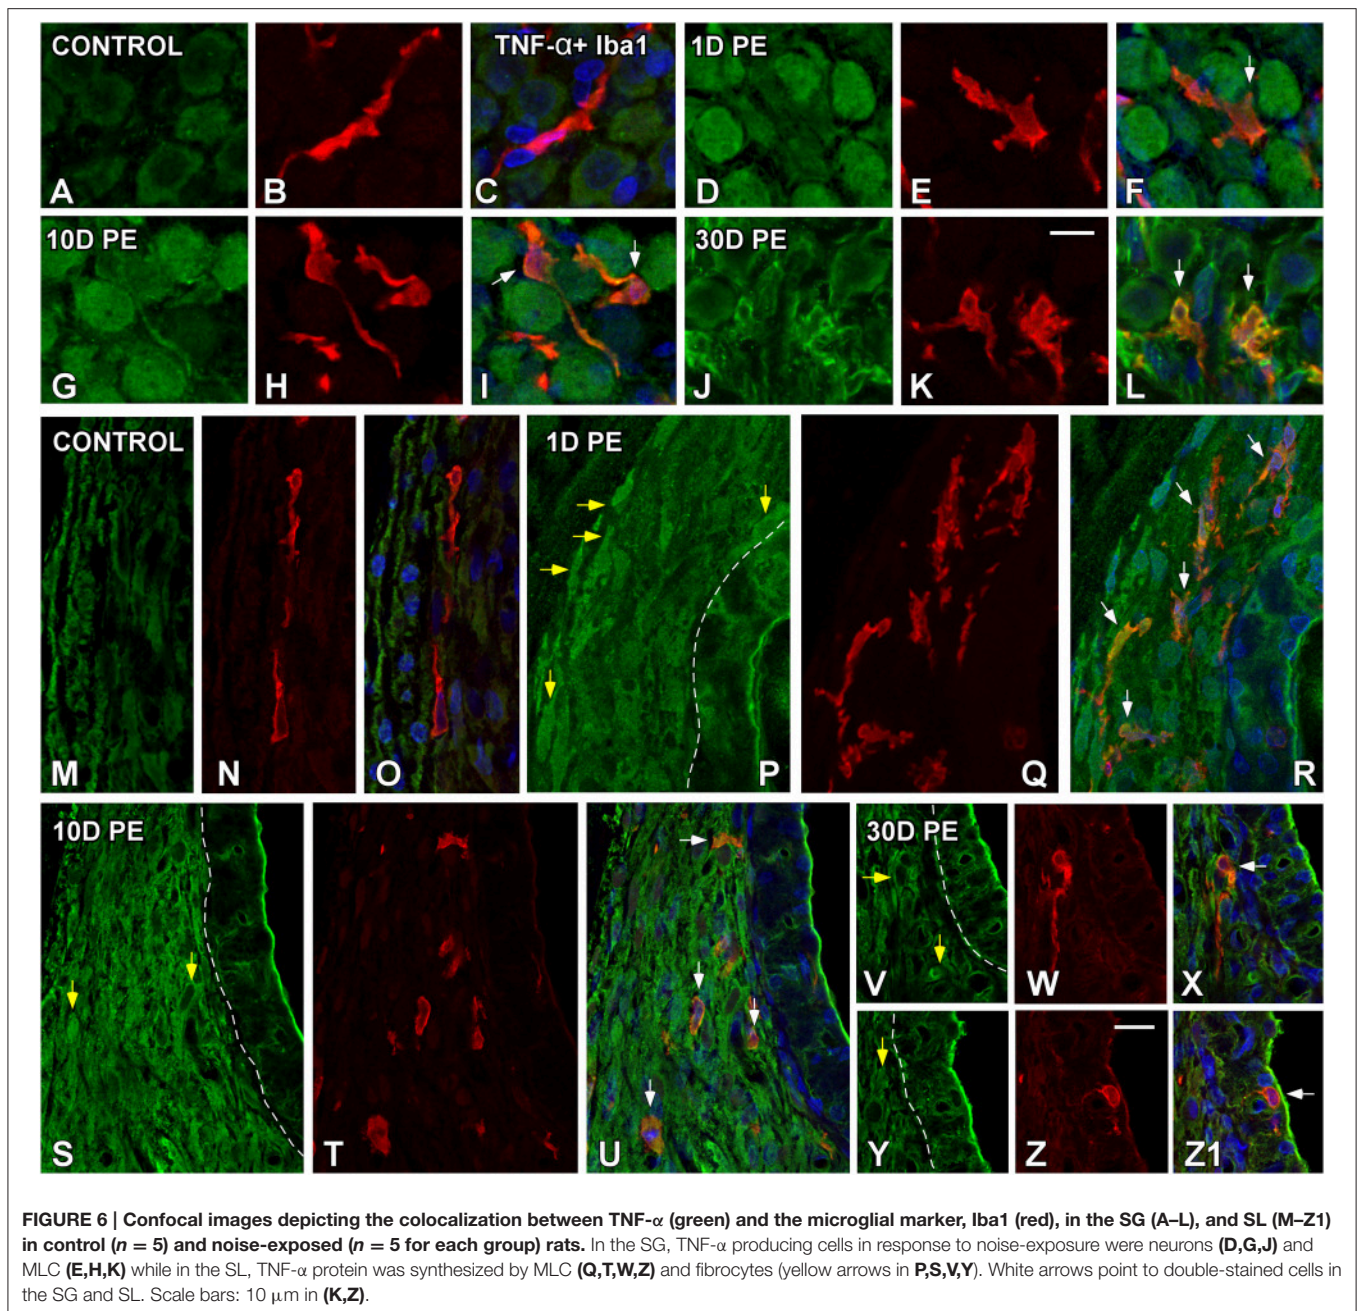 CONTROL TNF-α+ Iba1 1D PE
A B C D E F
10D PE 30D PE
G H I J K L
CONTROL 1D PE
M N O P Q R
10D PE 30D PE
V W X
S T U Y Z Z1
FIGURE 6 | Confocal images depicting the colocalization between TNF-α (green) and the microglial marker, Iba1 (red), in the SG (A–L), and SL (M–Z1)
in control (n = 5) and noise-exposed (n = 5 for each group) rats. In the SG, TNF-α producing cells in response to noise-exposure were neurons (D,G,J) and
MLC (E,H,K) while in the SL, TNF-α protein was synthesized by MLC (Q,T,W,Z) and fibrocytes (yellow arrows in P,S,V,Y). White arrows point to double-stained cells in
the SG and SL. Scale bars: 10 μm in (K,Z).